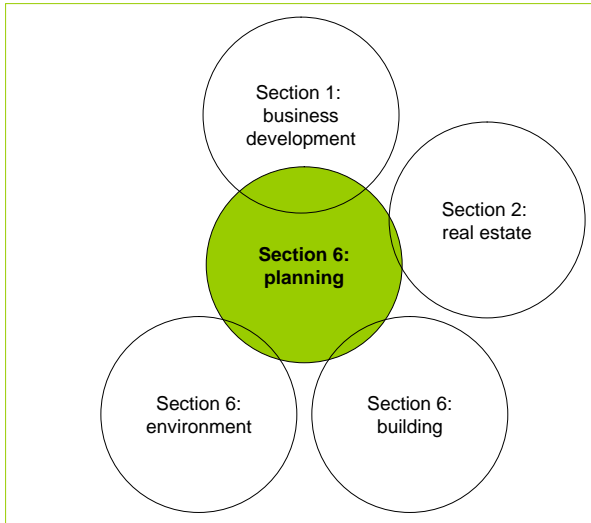 Section 1:
business
development
Section 2:
real estate
Section 6:
planning
Section 6:
environment
Section 6:
building